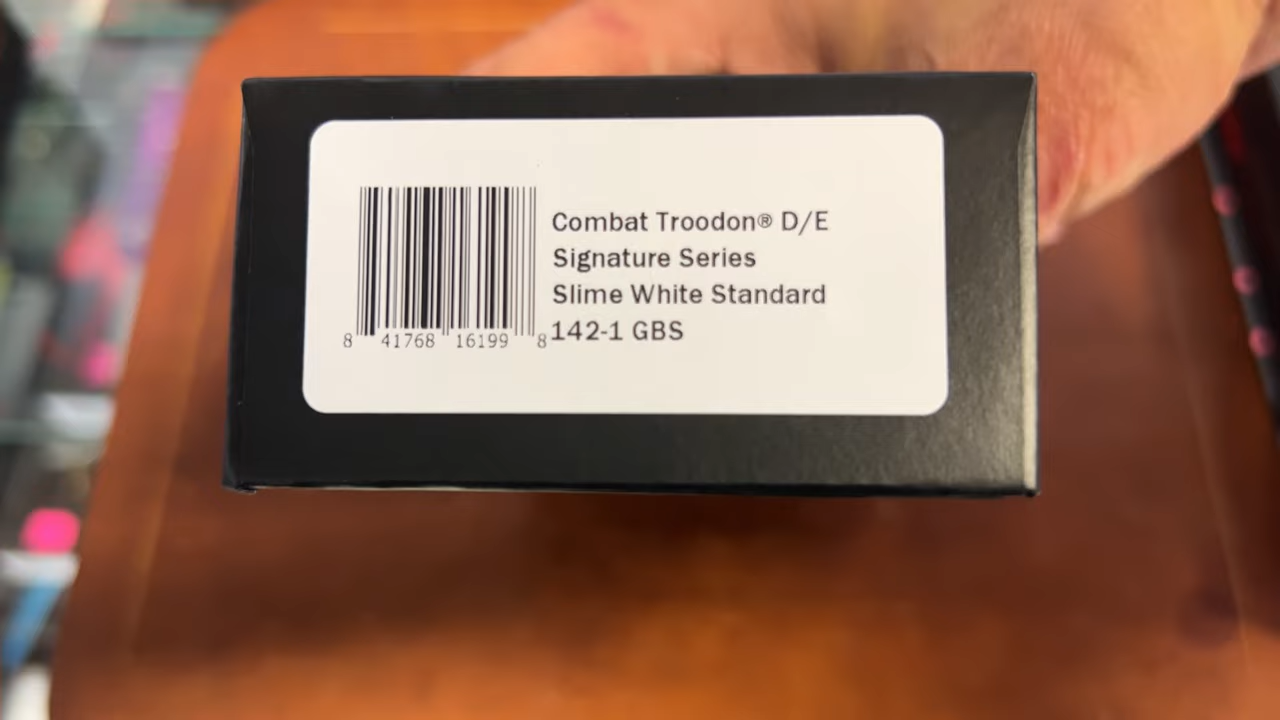 Combat Troodon® D/E
Signature Series
Slime White Standard
142-1 GBS
8 41768 16199 8